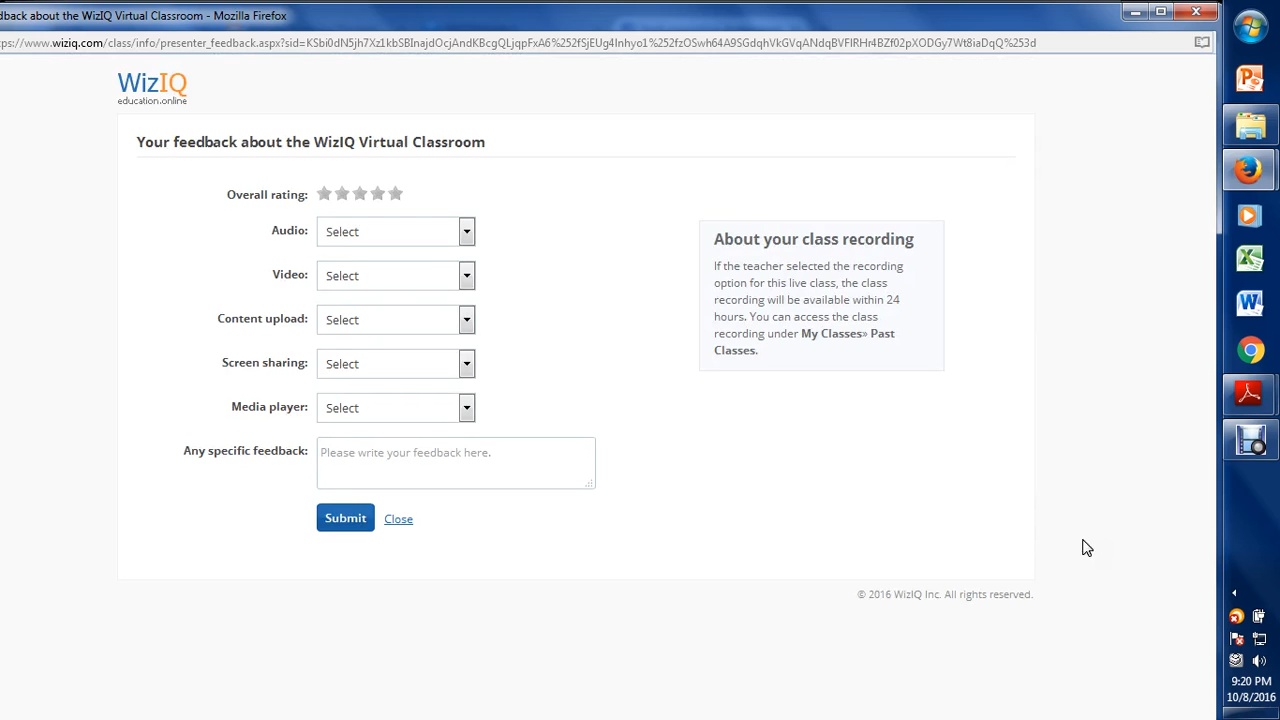 dback about the WizIQ Virtual Classroom - Mozilla Firefox
WizIQ
education.online
Your feedback about the WizIQ Virtual Classroom
Overall rating:
Audio: Select
Video: Select
Content upload: Select
Screen sharing: Select
Media player: Select
Any specific feedback: Please write your feedback here.
Submit Close
About your class recording
If the teacher selected the recording
option for this live class, the class
recording will be available within 24
hours. You can access the class
recording under My Classes» Past
Classes.
© 2016 WizIQ Inc. All rights reserved.
9:20 PM
10/8/2016